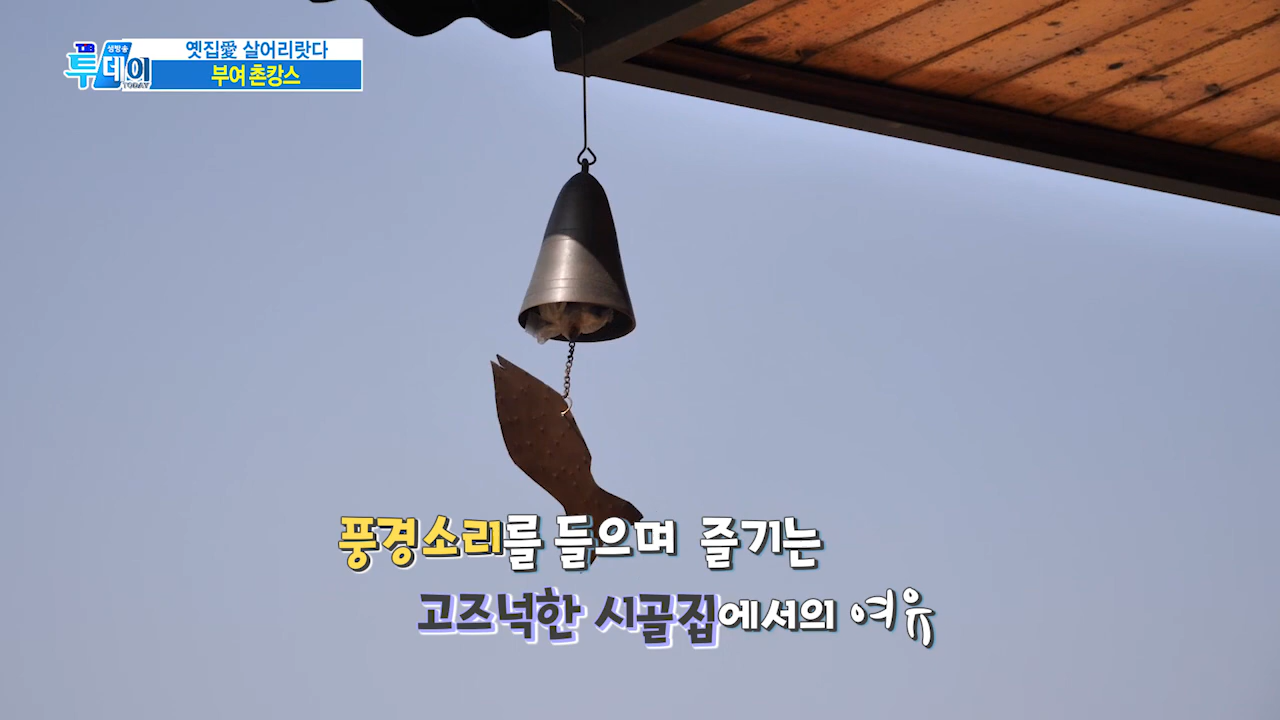 TJB 생방송 투데이 TODAY
옛집愛 살어리랏다
부여 촌캉스
풍경소리를 들으며 즐기는
고즈넉한 시골집에서의 여유